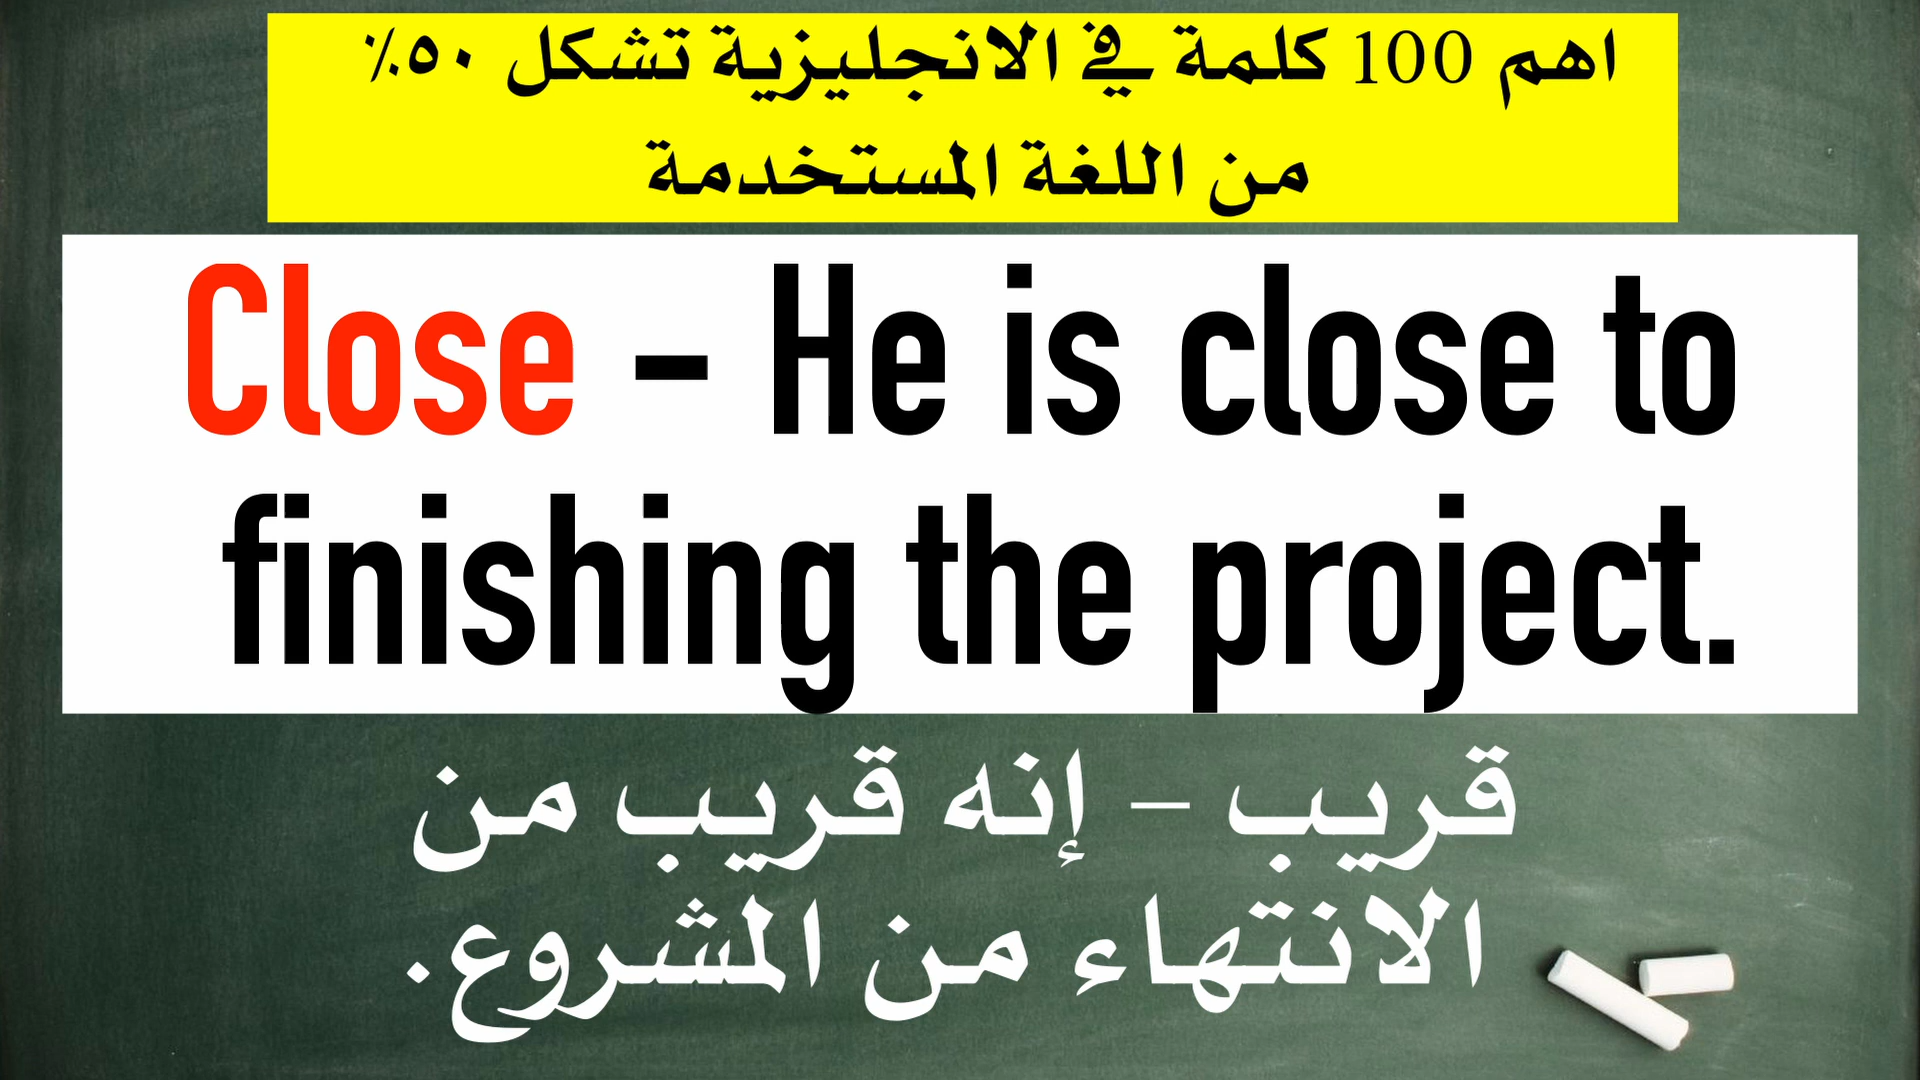 اهم 100 كلمة في الانجليزية تشكل ٥٠٪
من اللغة المستخدمة
Close – He is close to
finishing the project.
قريب – إنه قريب من
الانتهاء من المشروع.